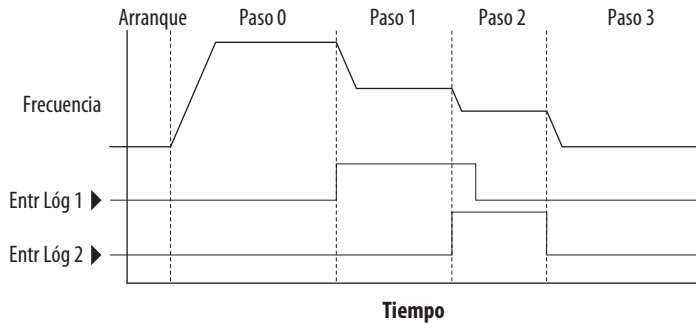 Arranque Paso 0 Paso 1 Paso 2 Paso 3
Frecuencia
Entr Lóg 1
Entr Lóg 2
Tiempo